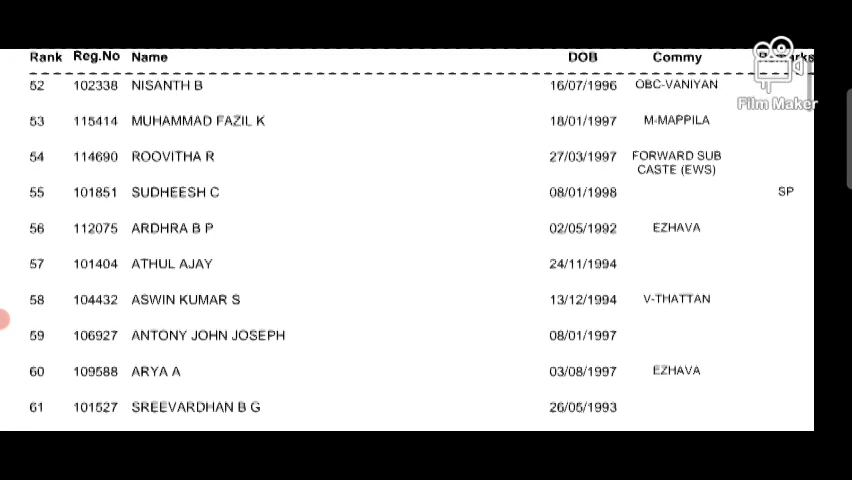 Rank Reg.No Name DOB Commy Remarks
52 102338 NISANTH B 16/07/1996 OBC-VANIYAN
Film Maker
53 115414 MUHAMMAD FAZIL K 18/01/1997 M-MAPPILA
54 114690 ROOVITHA R 27/03/1997 FORWARD SUB
CASTE (EWS)
55 101851 SUDHEESH C 08/01/1998 SP
56 112075 ARDHRA B P 02/05/1992 EZHAVA
57 101404 ATHUL AJAY 24/11/1994
58 104432 ASWIN KUMAR S 13/12/1994 V-THATTAN
59 106927 ANTONY JOHN JOSEPH 08/01/1997
60 109588 ARYA A 03/08/1997 EZHAVA
61 101527 SREEVARDHAN B G 26/05/1993